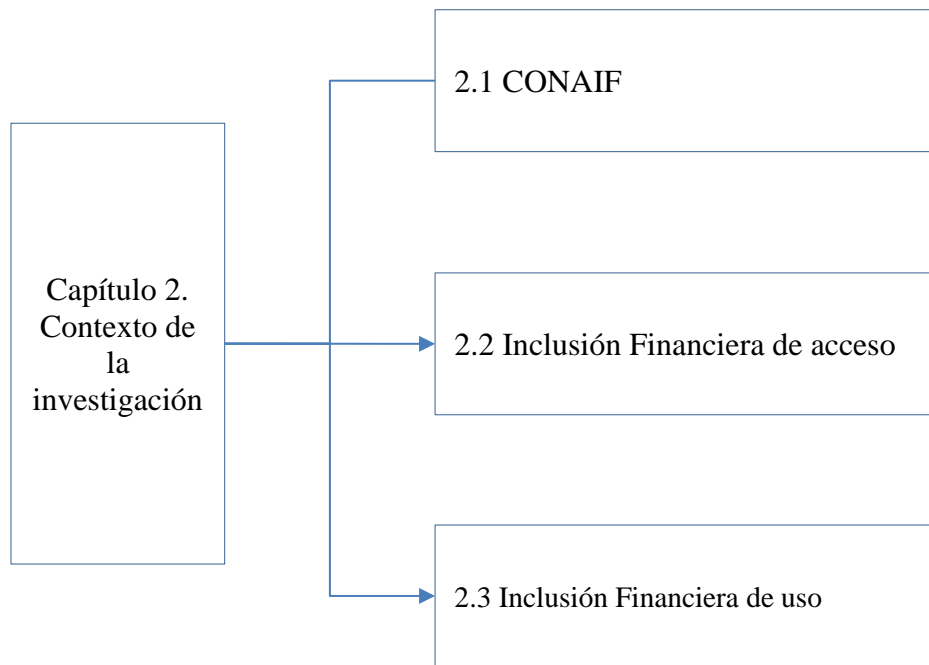 Capítulo 2.
Contexto de
la
investigación
2.1 CONAIF
2.2 Inclusión Financiera de acceso
2.3 Inclusión Financiera de uso